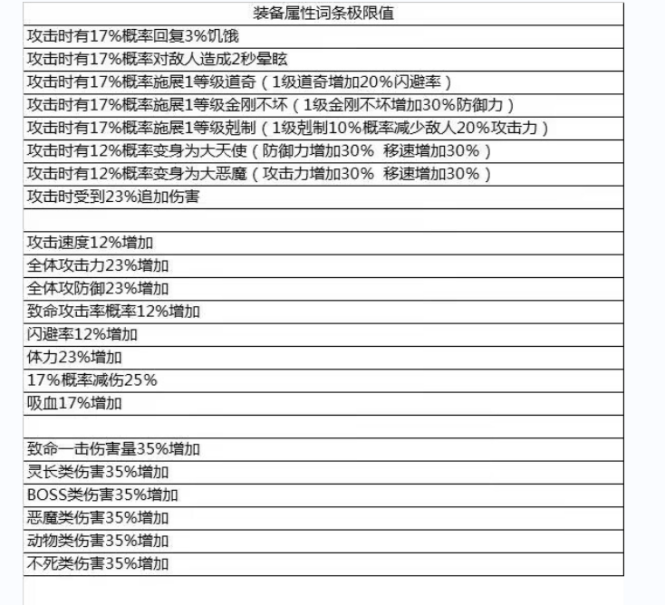 装备属性词条极限值
攻击时有17%概率回复3%饥饿
攻击时有17%概率对敌人造成2秒晕眩
攻击时有17%概率施展1等级道奇（1级道奇增加20%闪避率）
攻击时有17%概率施展1等级金刚不坏（1级金刚不坏增加30%防御力）
攻击时有17%概率施展1等级剋制（1级剋制10%概率减少敌人20%攻击力）
攻击时有12%概率变身为大天使（防御力增加30% 移速增加30%）
攻击时有12%概率变身为大恶魔（攻击力增加30% 移速增加30%）
攻击时受到23%追加伤害
攻击速度12%增加
全体攻击力23%增加
全体攻防御23%增加
致命攻击率概率12%增加
闪避率12%增加
体力23%增加
17%概率减伤25%
吸血17%增加
致命一击伤害量35%增加
灵长类伤害35%增加
BOSS类伤害35%增加
恶魔类伤害35%增加
动物类伤害35%增加
不死类伤害35%增加